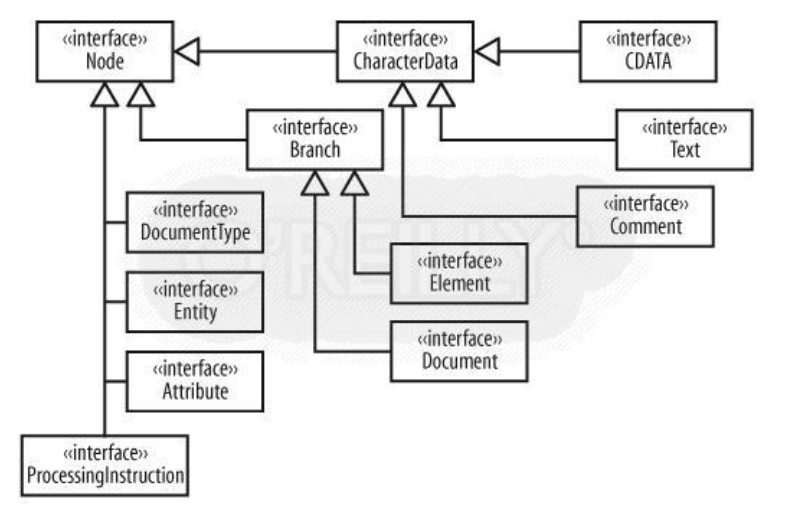 ‹‹interface››
Node
‹‹interface››
CharacterData
‹‹interface››
CDATA
‹‹interface››
Branch
‹‹interface››
Text
‹‹interface››
DocumentType
‹‹interface››
Comment
‹‹interface››
Element
‹‹interface››
Entity
‹‹interface››
Document
‹‹interface››
Attribute
‹‹interface››
ProcessingInstruction
O'REILLY®